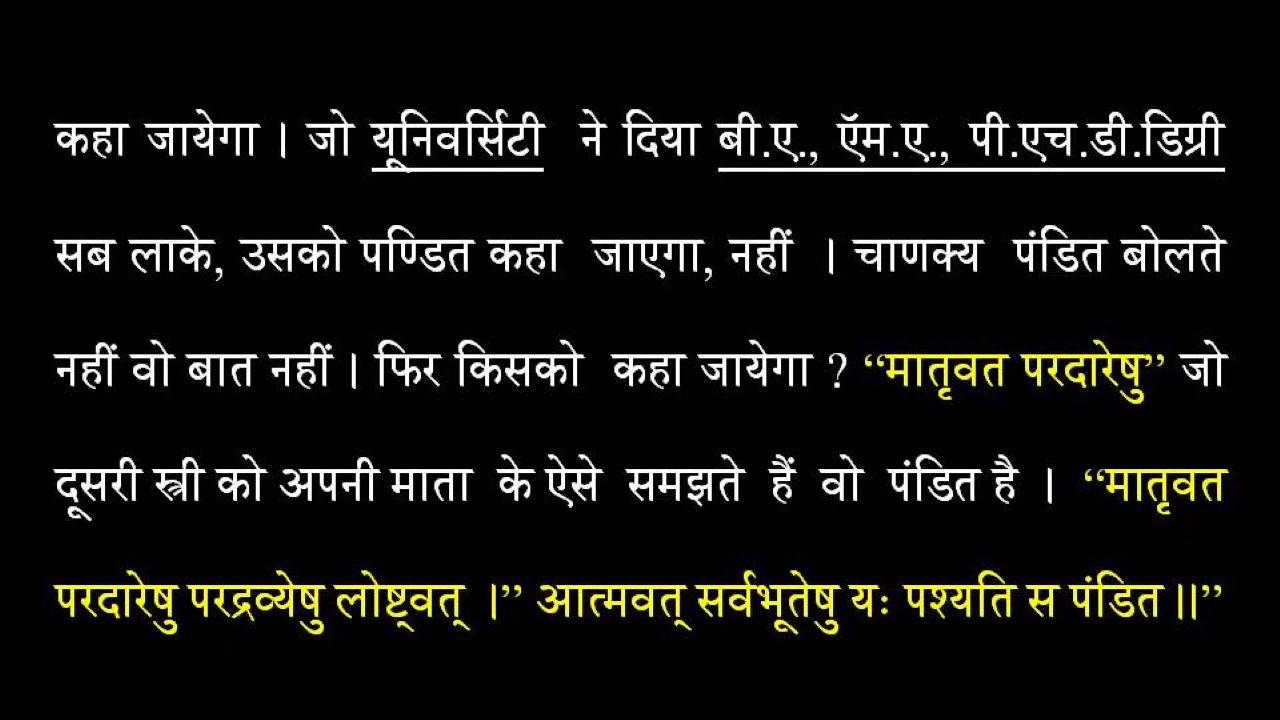 कहा जायेगा । जो यूनिवर्सिटी ने दिया बी.ए., ऍम.ए., पी.एच.डी.डिग्री
सब लाके, उसको पण्डित कहा जाएगा, नहीं । चाणक्य पंडित बोलते
नहीं वो बात नहीं । फिर किसको कहा जायेगा ? “मातृवत परदारेषु” जो
दूसरी स्त्री को अपनी माता के ऐसे समझते हैं वो पंडित है । “मातृवत
परदारेषु परद्रव्येषु लोष्ट्वत् ।” आत्मवत् सर्वभूतेषु यः पश्यति स पंडित ॥”